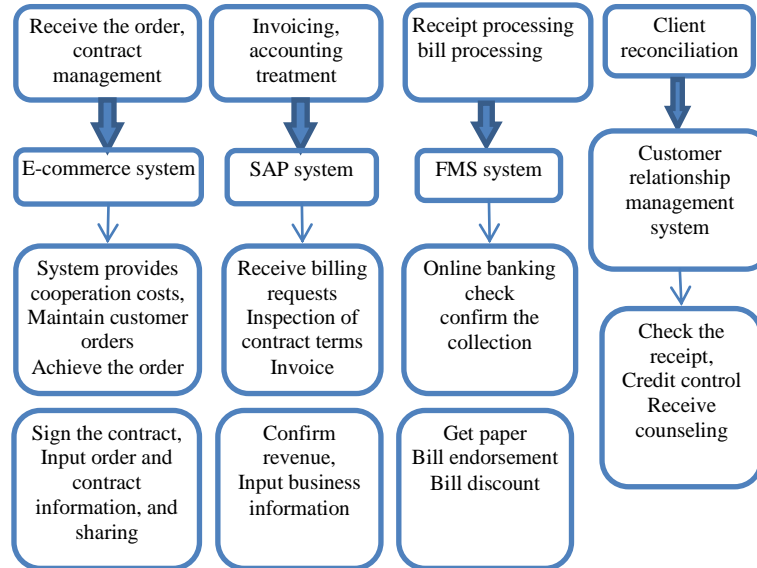 Receive the order,
contract
management
Invoicing,
accounting
treatment
Receipt processing
bill processing
Client
reconciliation
E-commerce system
SAP system
FMS system
Customer
relationship
management
system
System provides
cooperation costs,
Maintain customer
orders
Achieve the order
Receive billing
requests
Inspection of
contract terms
Invoice
Online banking
check
confirm the
collection
Check the
receipt,
Credit control
Receive
counseling
Sign the contract,
Input order and
contract
information, and
sharing
Confirm
revenue,
Input business
information
Get paper
Bill endorsement
Bill discount